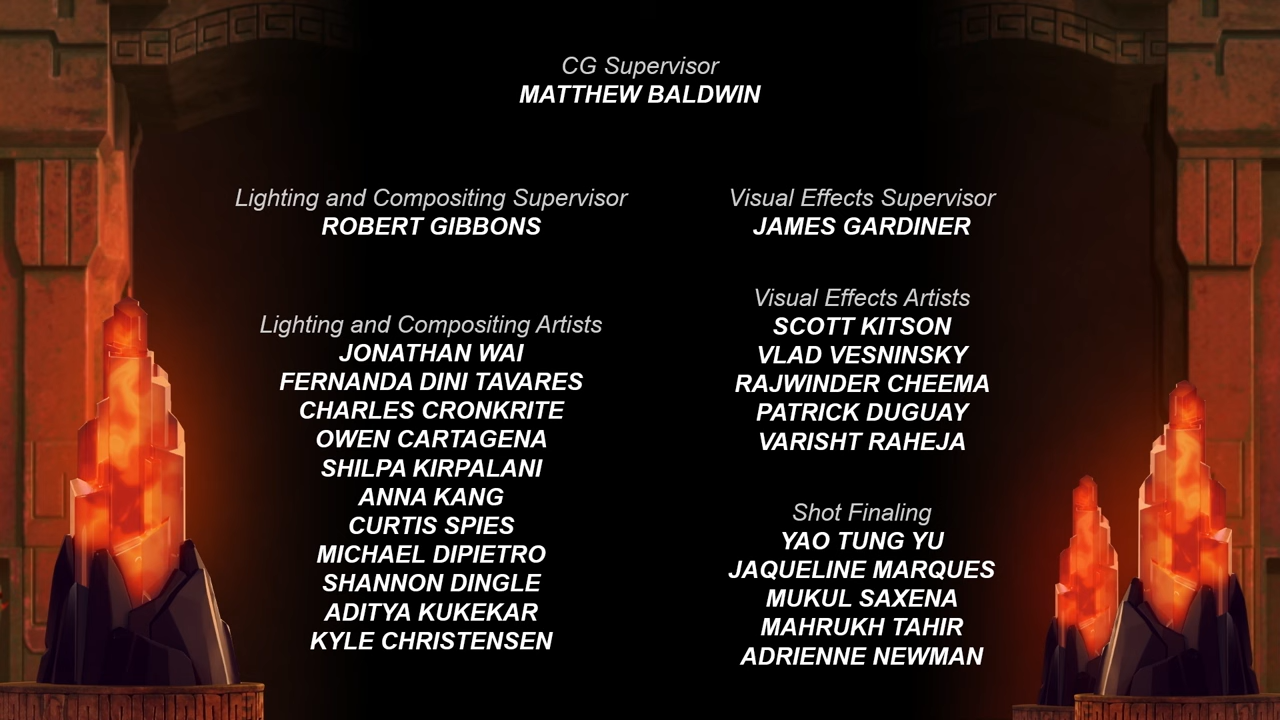 CG Supervisor
MATTHEW BALDWIN
Lighting and Compositing Supervisor
ROBERT GIBBONS
Lighting and Compositing Artists
JONATHAN WAI
FERNANDA DINI TAVARES
CHARLES CRONKRITE
OWEN CARTAGENA
SHILPA KIRPALANI
ANNA KANG
CURTIS SPIES
MICHAEL DIPIETRO
SHANNON DINGLE
ADITYA KUKEKAR
KYLE CHRISTENSEN
Visual Effects Supervisor
JAMES GARDINER
Visual Effects Artists
SCOTT KITSON
VLAD VESNINSKY
RAJWINDER CHEEMA
PATRICK DUGUAY
VARISHT RAHEJA
Shot Finaling
YAO TUNG YU
JAQUELINE MARQUES
MUKUL SAXENA
MAHRUKH TAHIR
ADRIENNE NEWMAN